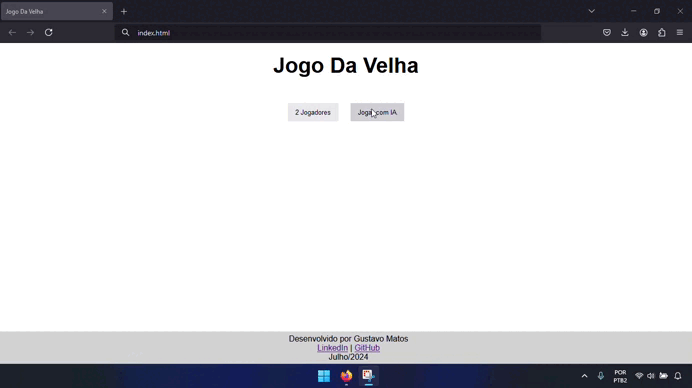 Jogo Da Velha
index.html
Jogo Da Velha
2 Jogadores
Jogar com IA
Desenvolvido por Gustavo Matos
LinkedIn | GitHub
Julho/2024
POR
PTB2